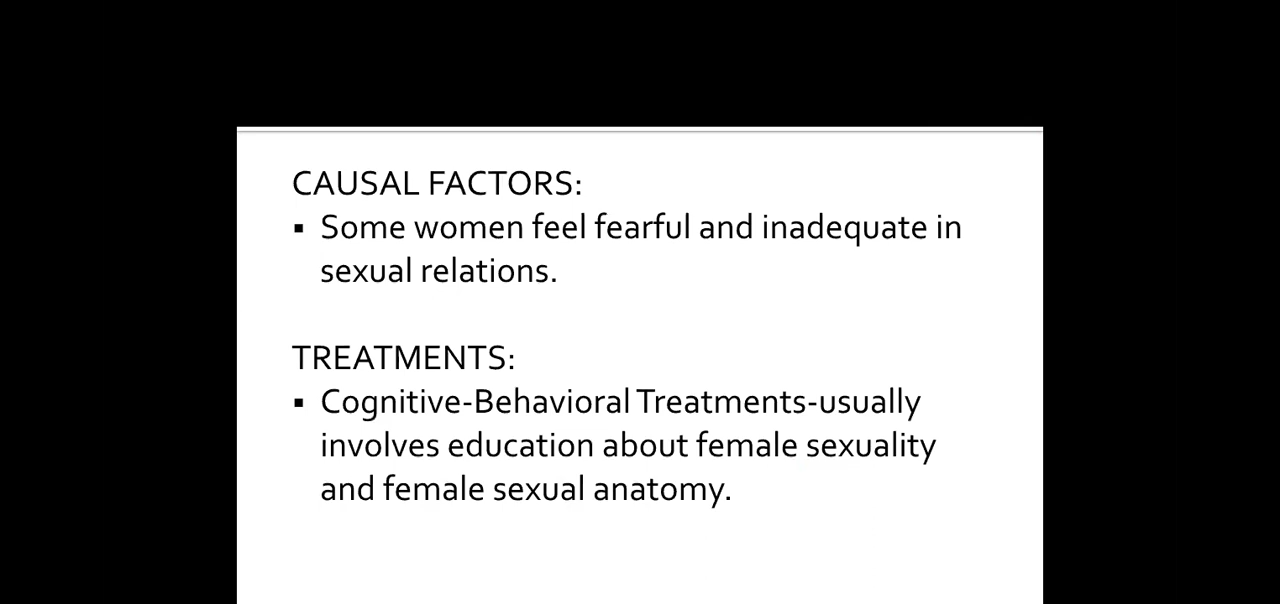 CAUSAL FACTORS:
▪ Some women feel fearful and inadequate in
sexual relations.
TREATMENTS:
▪ Cognitive-Behavioral Treatments-usually
involves education about female sexuality
and female sexual anatomy.